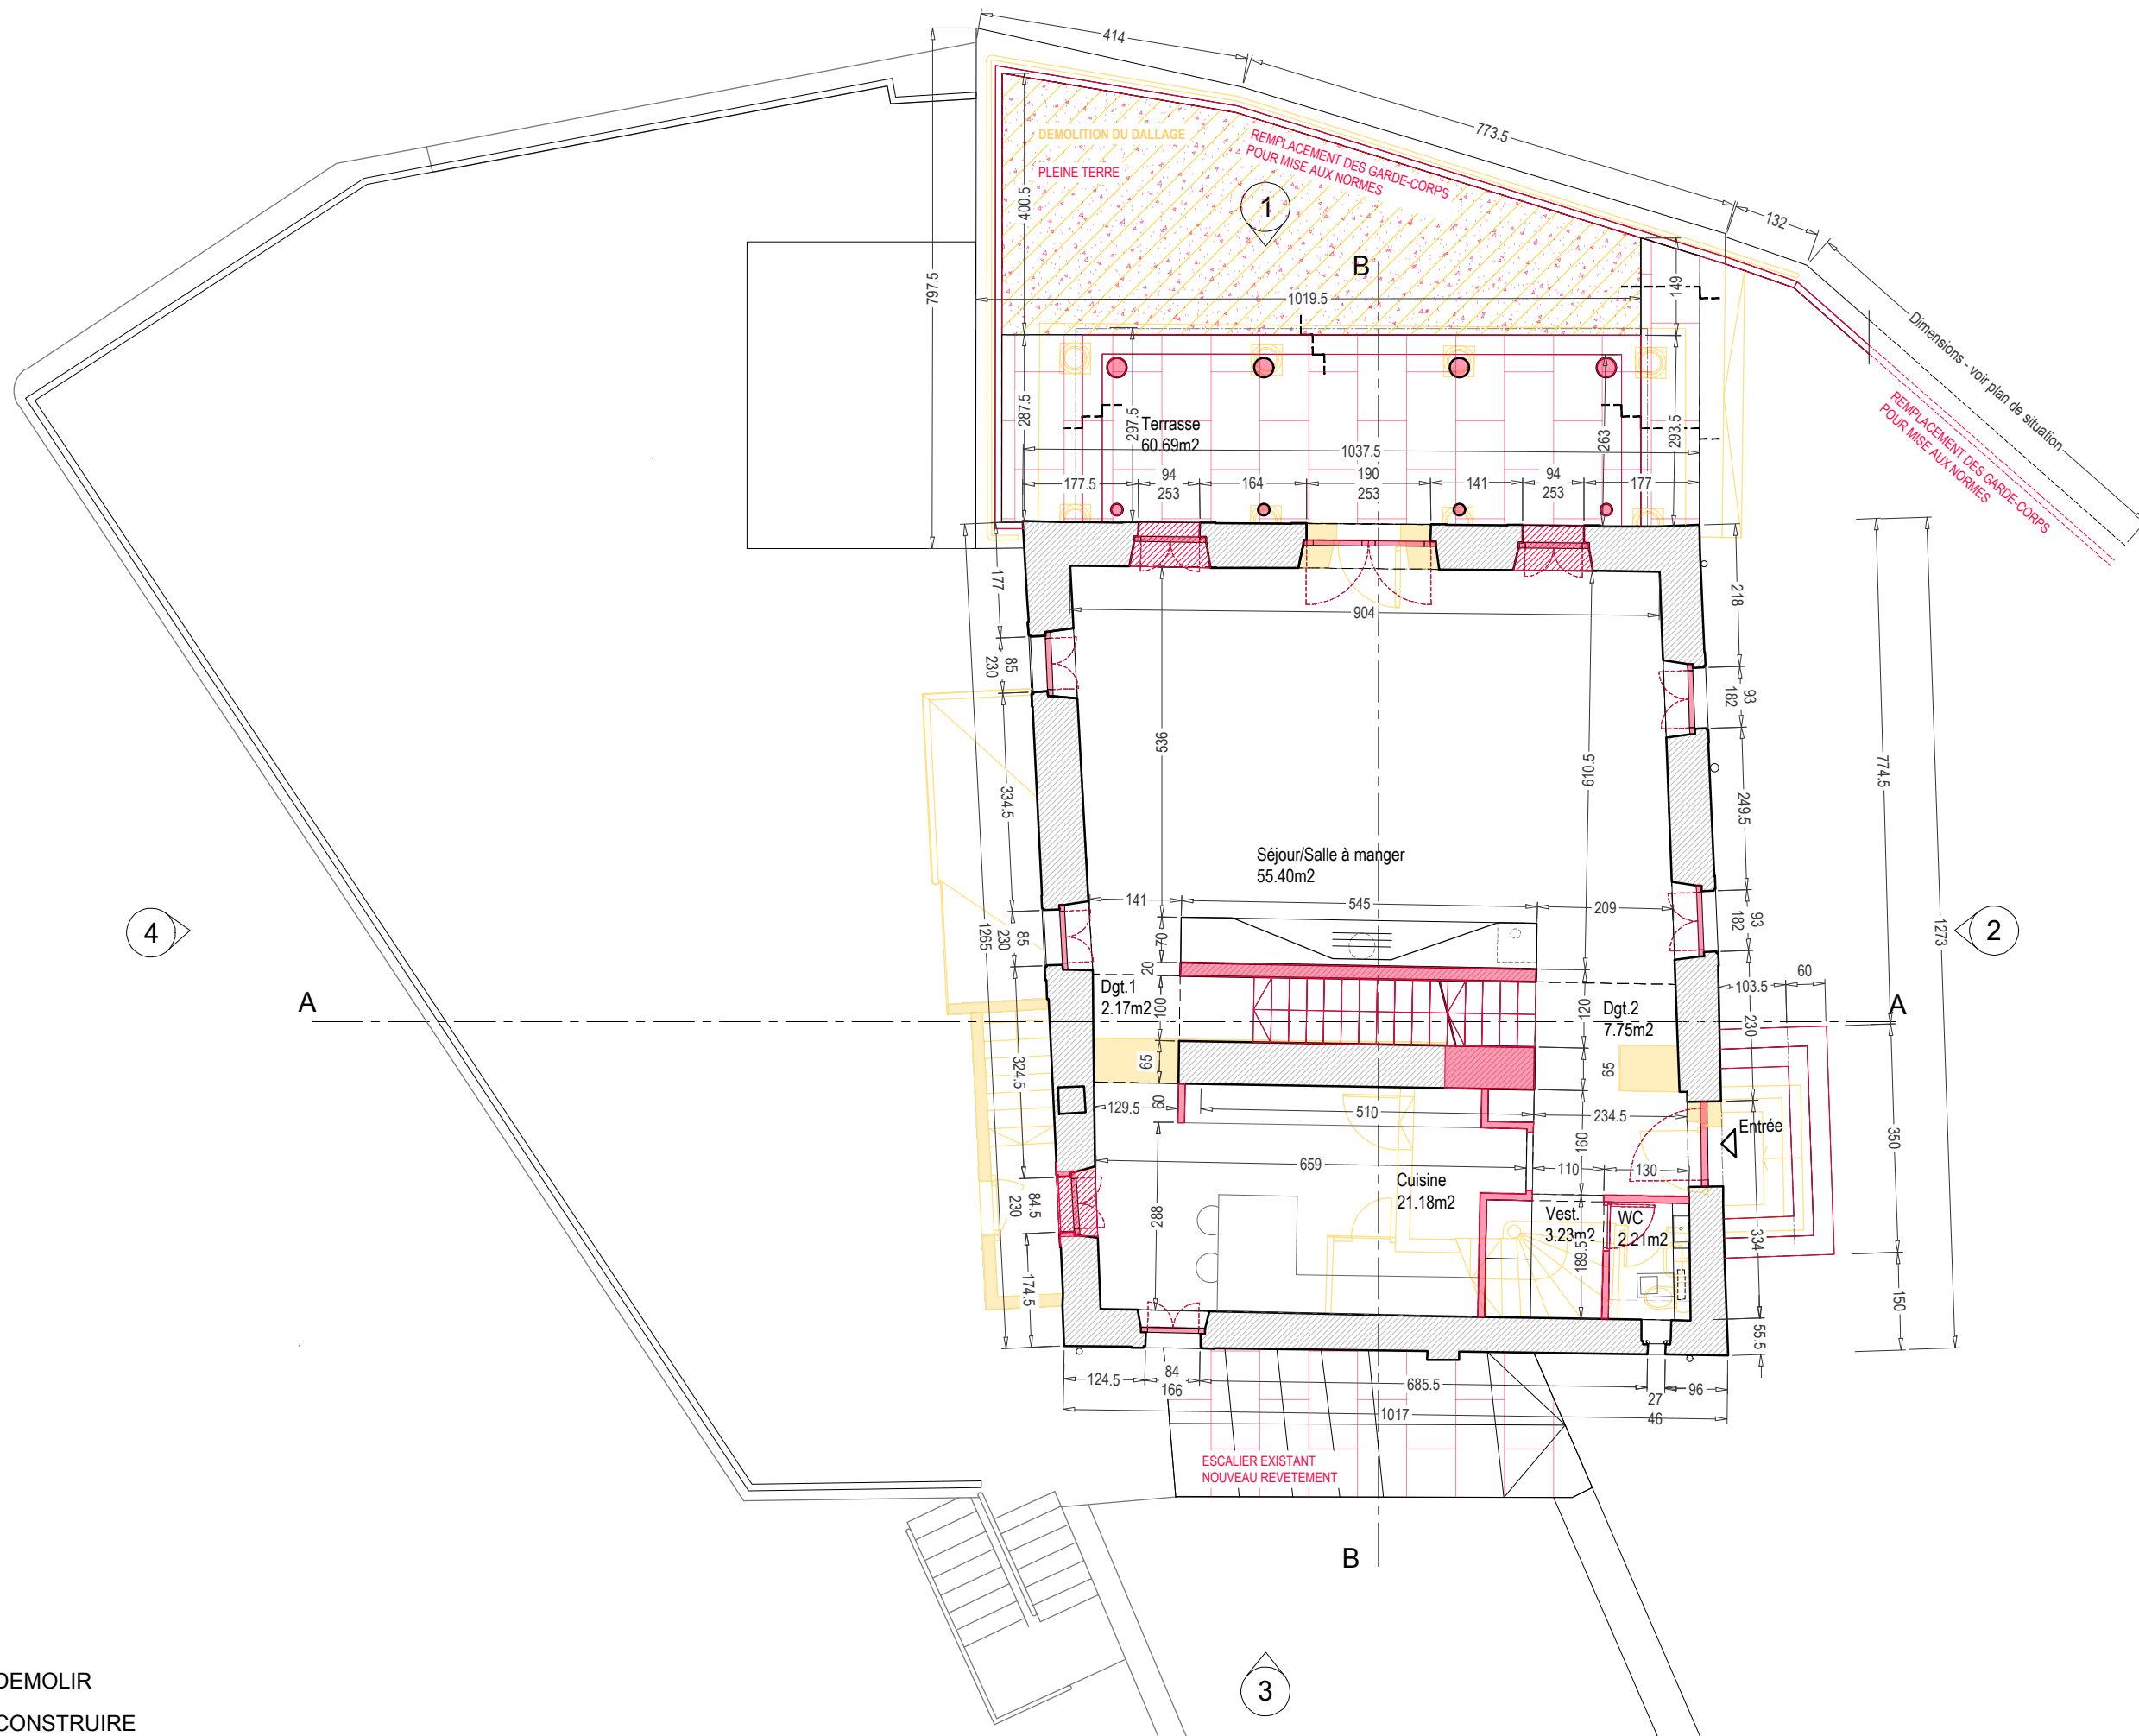 414
773.5
132
797.5
DEMOLITION DU DALLAGE
PLEINE TERRE
REMPLACEMENT DES GARDE-CORPS
POUR MISE AUX NORMES
400.5
1
B
1019.5
149
Dimensions - voir plan de situation
REMPLACEMENT DES GARDE-CORPS
POUR MISE AUX NORMES
287.5
297.5
Terrasse
60.69m2
263
293.5
1037.5
177.5
94
253
164
190
253
141
94
253
177
177
904
218
85
230
93
182
536
610.5
774.5
334.5
249.5
Séjour/Salle à manger
55.40m2
141
545
209
93
182
1273
2
4
85
230
1265
70
20
A
Dgt.1
2.17m2
100
120
Dgt.2
7.75m2
103.5
60
A
230
324.5
65
65
129.5
60
510
234.5
160
Entrée
350
659
110
130
Cuisine
21.18m2
288
84.5
230
Vest.
3.23m2
WC
2.21m2
189.5
334
174.5
150
55.5
124.5
84
166
685.5
27
46
96
1017
ESCALIER EXISTANT
NOUVEAU REVETEMENT
B
3
DEMOLIR
CONSTRUIRE